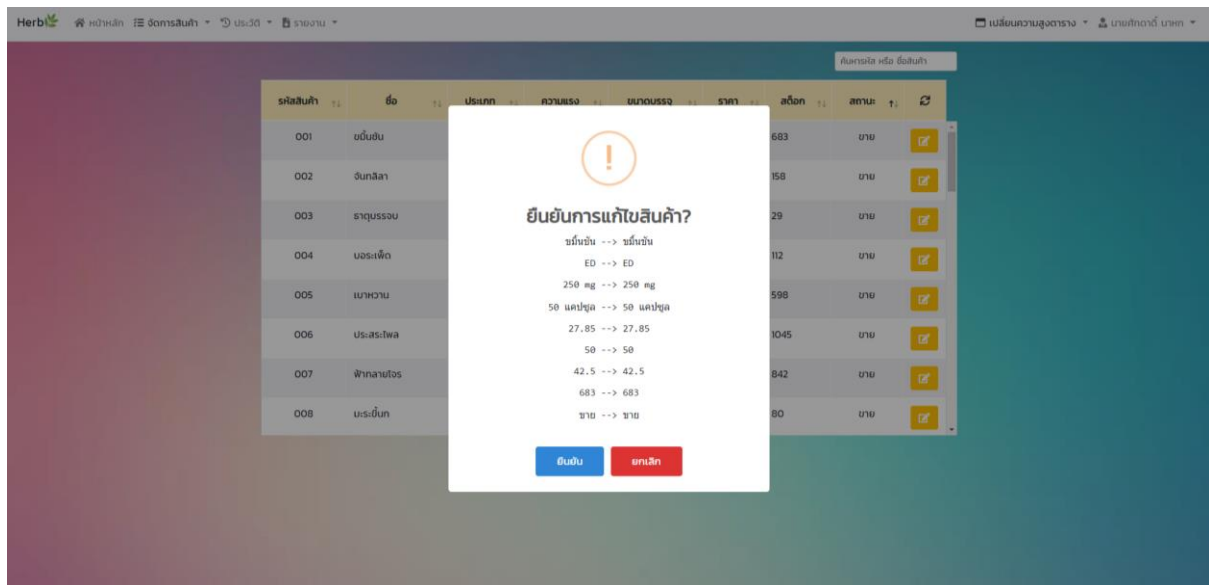 Herb หน้าหลัก จัดการสินค้า ประวัติ รายงาน เปลี่ยนความสูงตาราง นายศักดาดิ์ นาหก
ค้นหารหัส หรือ ชื่อสินค้า
รหัสสินค้า ชื่อ ประเภท ความแรง ขนาดบรรจุ ราคา สต็อก สถานะ
001 ขมิ้นชัน 683 ขาย
002 จันทลีลา 158 ขาย
003 ธาตุบรรจบ 29 ขาย
004 บอระเพ็ด 112 ขาย
005 เบาหวาน 598 ขาย
006 ประสะไพล 1045 ขาย
007 ฟ้าทลายโจร 842 ขาย
008 มะระขี้นก 80 ขาย
!
ยืนยันการแก้ไขสินค้า?
ขมิ้นชัน --> ขมิ้นชัน
ED --> ED
250 mg --> 250 mg
50 แคปซูล --> 50 แคปซูล
27.85 --> 27.85
50 --> 50
42.5 --> 42.5
683 --> 683
ขาย --> ขาย
ยืนยัน ยกเลิก